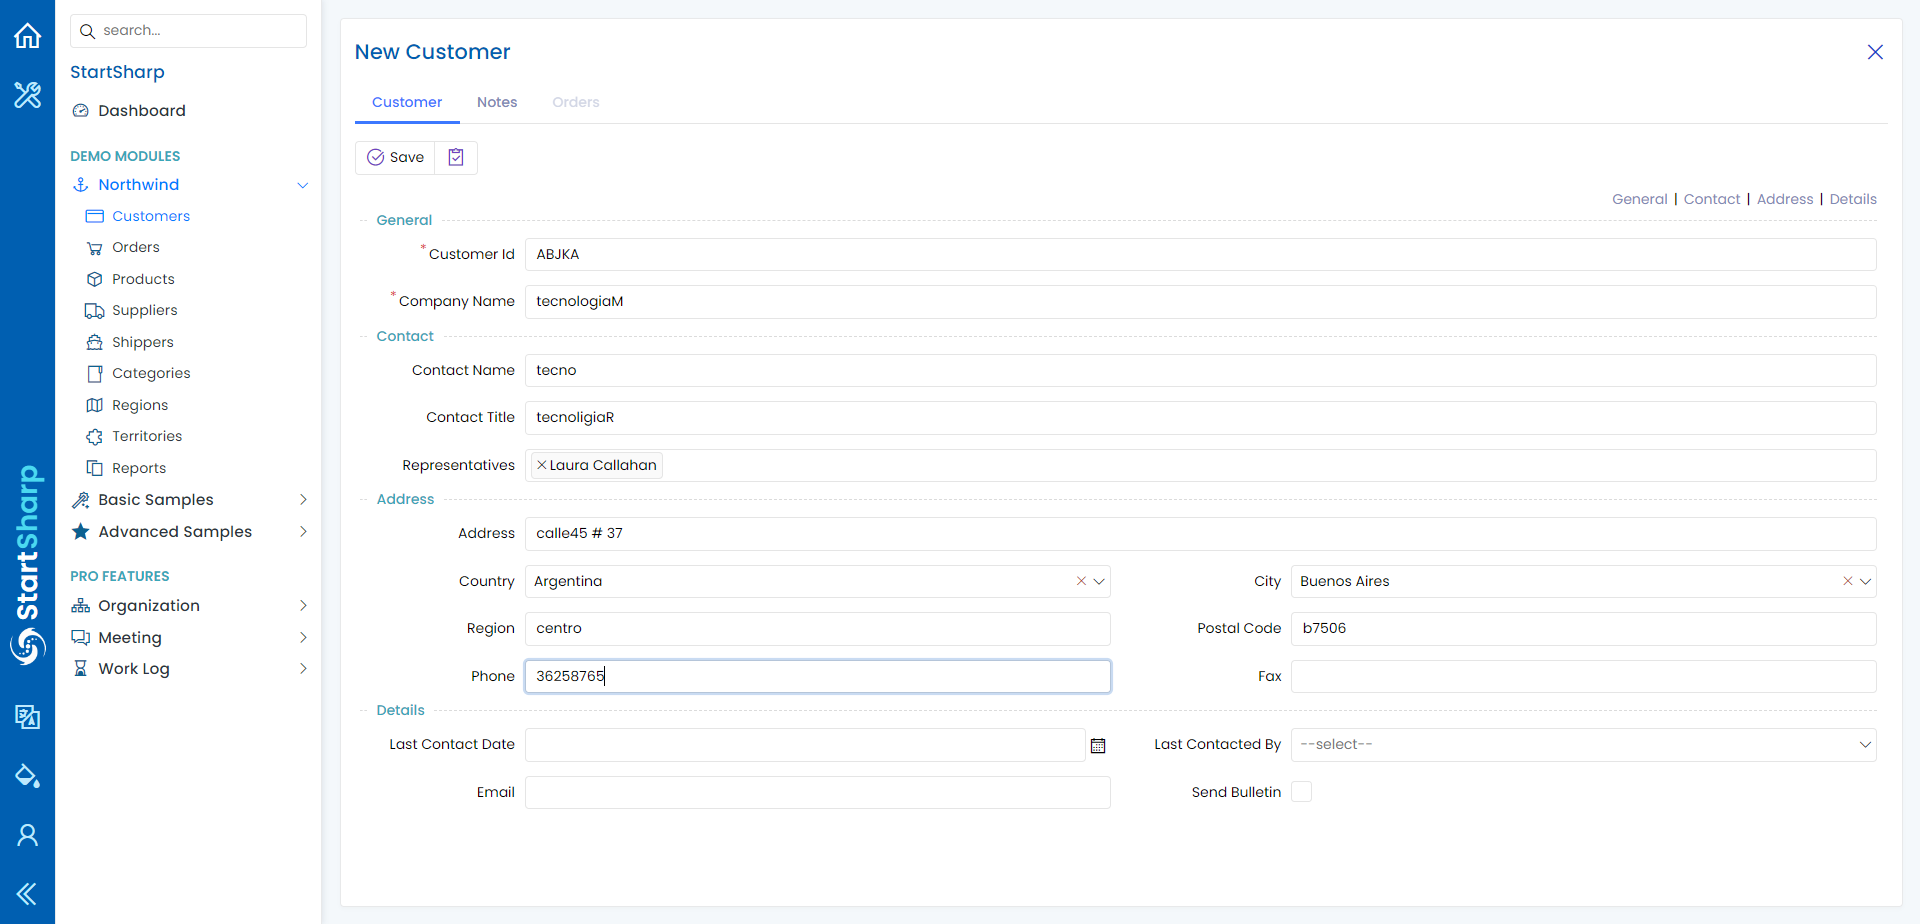 search...
StartSharp
Dashboard
DEMO MODULES
Northwind
Customers
Orders
Products
Suppliers
Shippers
Categories
Regions
Territories
Reports
Basic Samples
Advanced Samples
PRO FEATURES
Organization
Meeting
Work Log
StartSharp
New Customer
Customer Notes Orders
Save
General | Contact | Address | Details
General
* Customer Id ABJKA
* Company Name tecnologiaM
Contact
Contact Name tecno
Contact Title tecnoligiaR
Representatives Laura Callahan
Address
Address calle45 # 37
Country Argentina City Buenos Aires
Region centro Postal Code b7506
Phone 36258765 Fax
Details
Last Contact Date Last Contacted By --select--
Email Send Bulletin